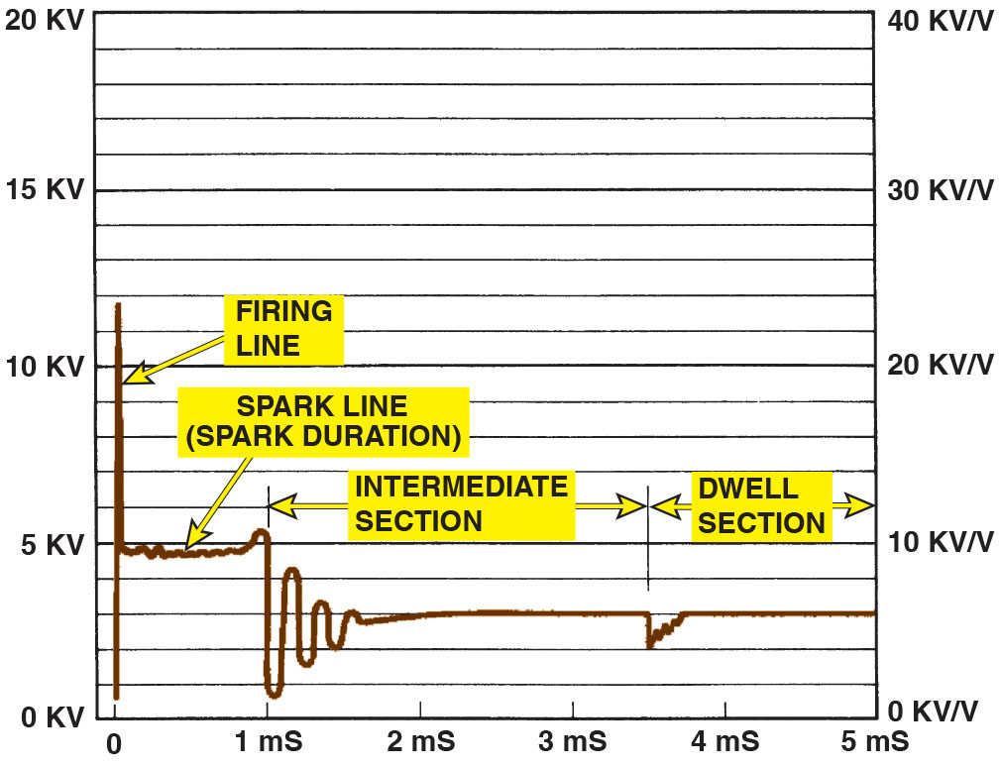 20 KV
40 KV/V
15 KV
30 KV/V
FIRING
LINE
10 KV
20 KV/V
SPARK LINE
(SPARK DURATION)
INTERMEDIATE
SECTION
DWELL
SECTION
5 KV
10 KV/V
0 KV
0 KV/V
0
1 mS
2 mS
3 mS
4 mS
5 mS